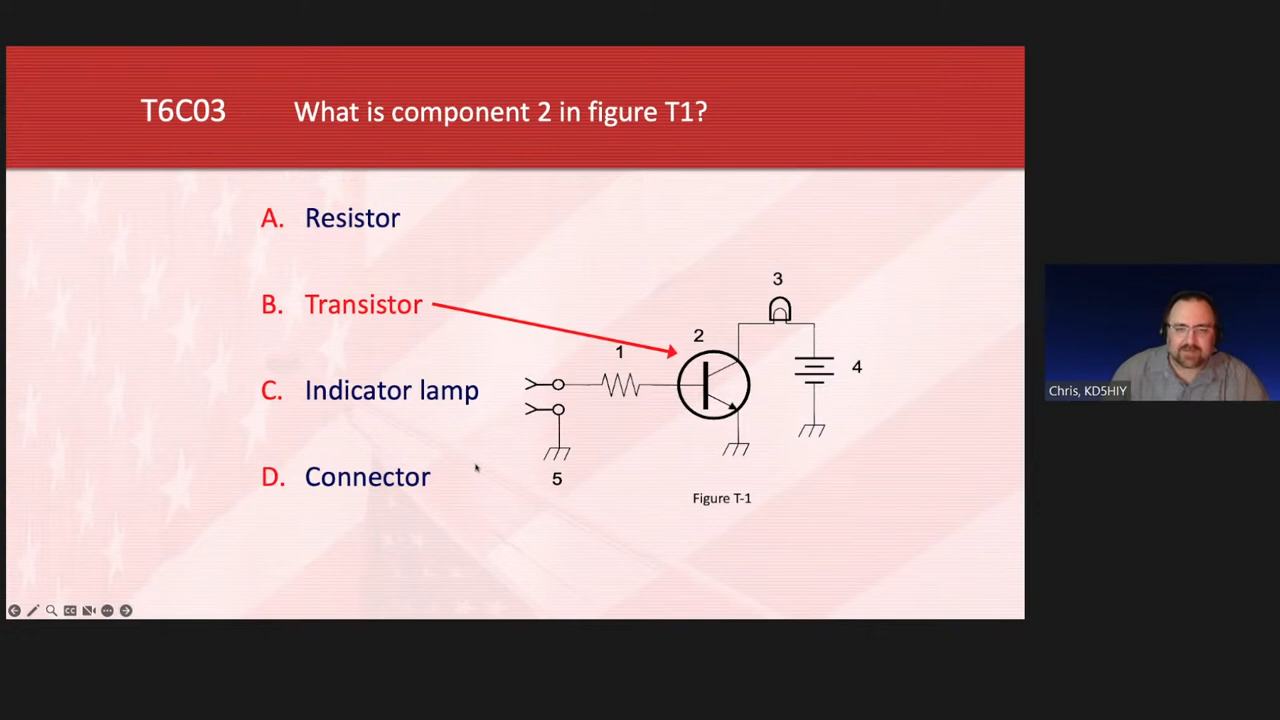 T6C03 What is component 2 in figure T1?
A. Resistor
B. Transistor
C. Indicator lamp
D. Connector
3
2
1
4
5
Figure T-1
Chris, KD5HIY
CC